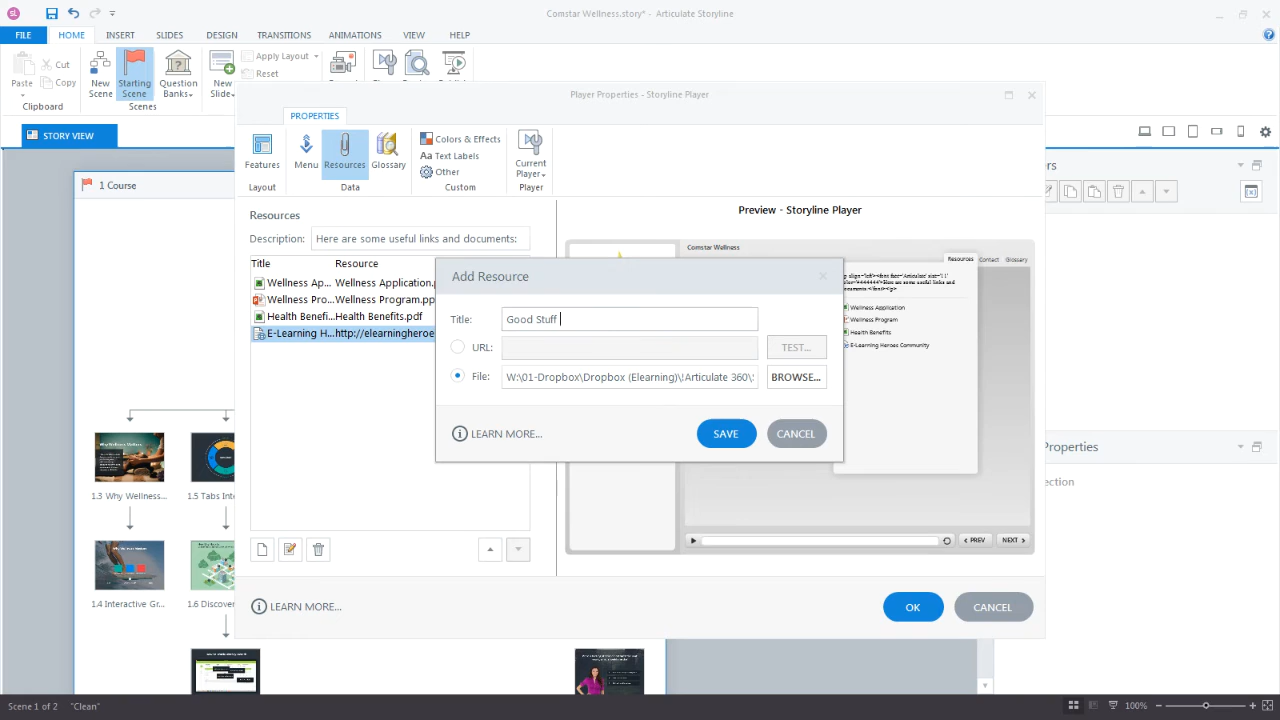 Comstar Wellness.story* - Articulate Storyline
FILE
HOME
INSERT
SLIDES
DESIGN
TRANSITIONS
ANIMATIONS
VIEW
HELP
Paste
Cut
Copy
Clipboard
New Scene
Starting Scene
Question Banks
Scenes
New Slide
Apply Layout
Reset
STORY VIEW
1 Course
Player Properties - Storyline Player
PROPERTIES
Features
Menu
Resources
Glossary
Colors & Effects
Aa Text Labels
Other
Current Player
Layout
Data
Custom
Player
Resources
Description: Here are some useful links and documents:
Title Resource
Wellness Ap... Wellness Application.
Wellness Pro... Wellness Program.pp
Health Benefi... Health Benefits.pdf
E-Learning H... http://elearningheroe
Preview - Storyline Player
Comstar Wellness
Resources Contact Glossary
Wellness Application
Wellness Program
Health Benefits
E-Learning Heroes Community
PREV
NEXT
Add Resource
Title: Good Stuff
URL:
TEST...
File: W:\01-Dropbox\Dropbox (Elearning)\!Articulate 360\
BROWSE...
LEARN MORE...
SAVE
CANCEL
LEARN MORE...
OK
CANCEL
ers
Properties
ection
1.3 Why Wellness...
1.5 Tabs Inte
1.4 Interactive Gr...
1.6 Discove
Scene 1 of 2 "Clean"
100%